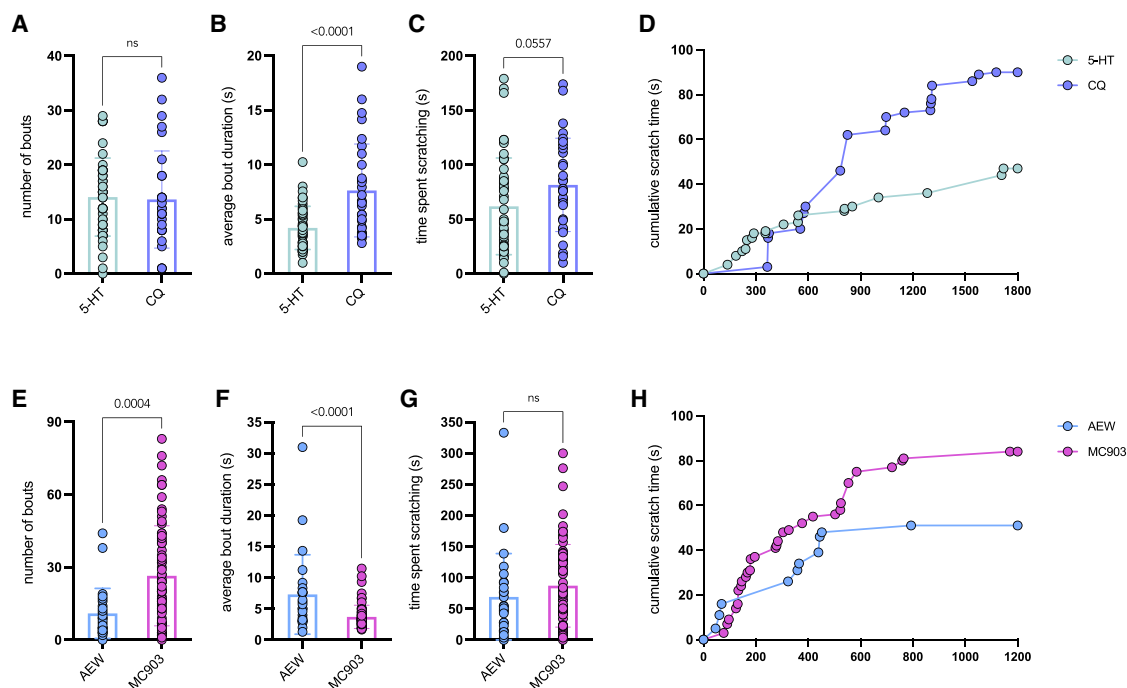 A
number of bouts
40
30
20
10
0
ns
5-HT
CQ
B
average bout duration (s)
20
15
10
5
0
<0.0001
5-HT
CQ
C
time spent scratching (s)
200
150
100
50
0
0.0557
5-HT
CQ
D
cumulative scratch time (s)
100
80
60
40
20
0
0 300 600 900 1200 1500 1800
5-HT
CQ
E
number of bouts
90
60
30
0
0.0004
AEW
MC903
F
average bout duration (s)
35
30
25
20
15
10
5
0
<0.0001
AEW
MC903
G
time spent scratching (s)
350
300
250
200
150
100
50
0
ns
AEW
MC903
H
cumulative scratch time (s)
100
80
60
40
20
0
0 200 400 600 800 1000 1200
AEW
MC903